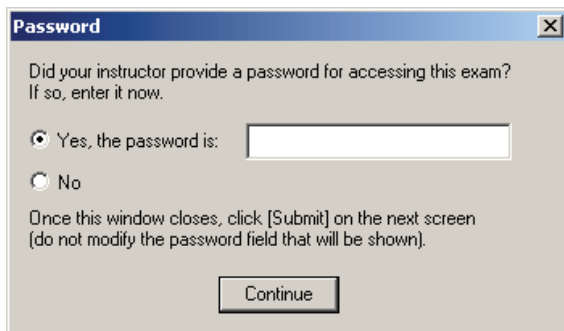 Password
Did your instructor provide a password for accessing this exam?
If so, enter it now.
Yes, the password is:
No
Once this window closes, click [Submit] on the next screen
(do not modify the password field that will be shown).
Continue